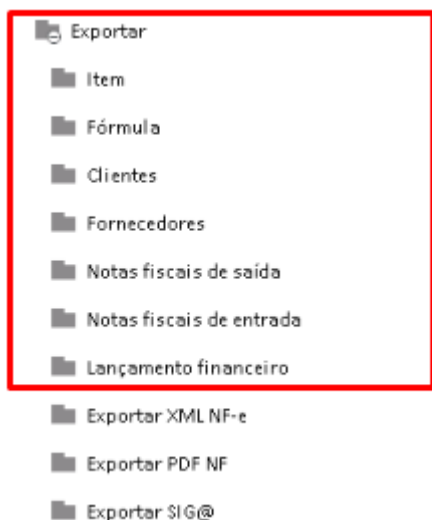 Exportar
Item
Fórmula
Clientes
Fornecedores
Notas fiscais de saída
Notas fiscais de entrada
Lançamento financeiro
Exportar XML NF-e
Exportar PDF NF
Exportar SIG@